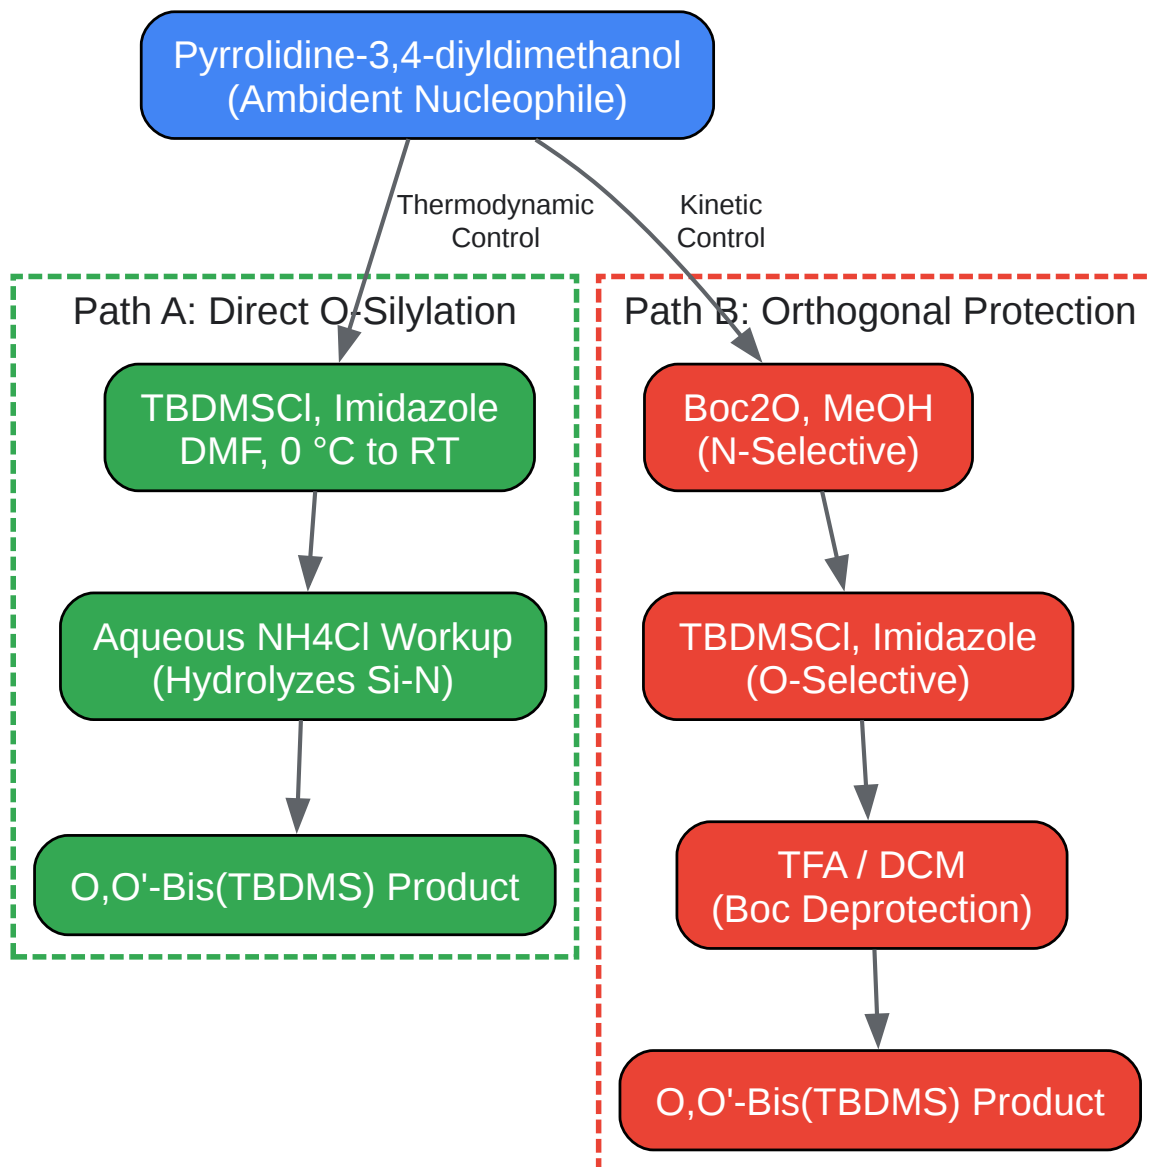 Pyrrolidine-3,4-diyldimethanol
(Ambident Nucleophile)
Thermodynamic
Control
Kinetic
Control
Path A: Direct O-Silylation
TBDMSCl, Imidazole
DMF, 0 °C to RT
Aqueous NH4Cl Workup
(Hydrolyzes Si-N)
O,O'-Bis(TBDMS) Product
Path B: Orthogonal Protection
Boc2O, MeOH
(N-Selective)
TBDMSCl, Imidazole
(O-Selective)
TFA / DCM
(Boc Deprotection)
O,O'-Bis(TBDMS) Product